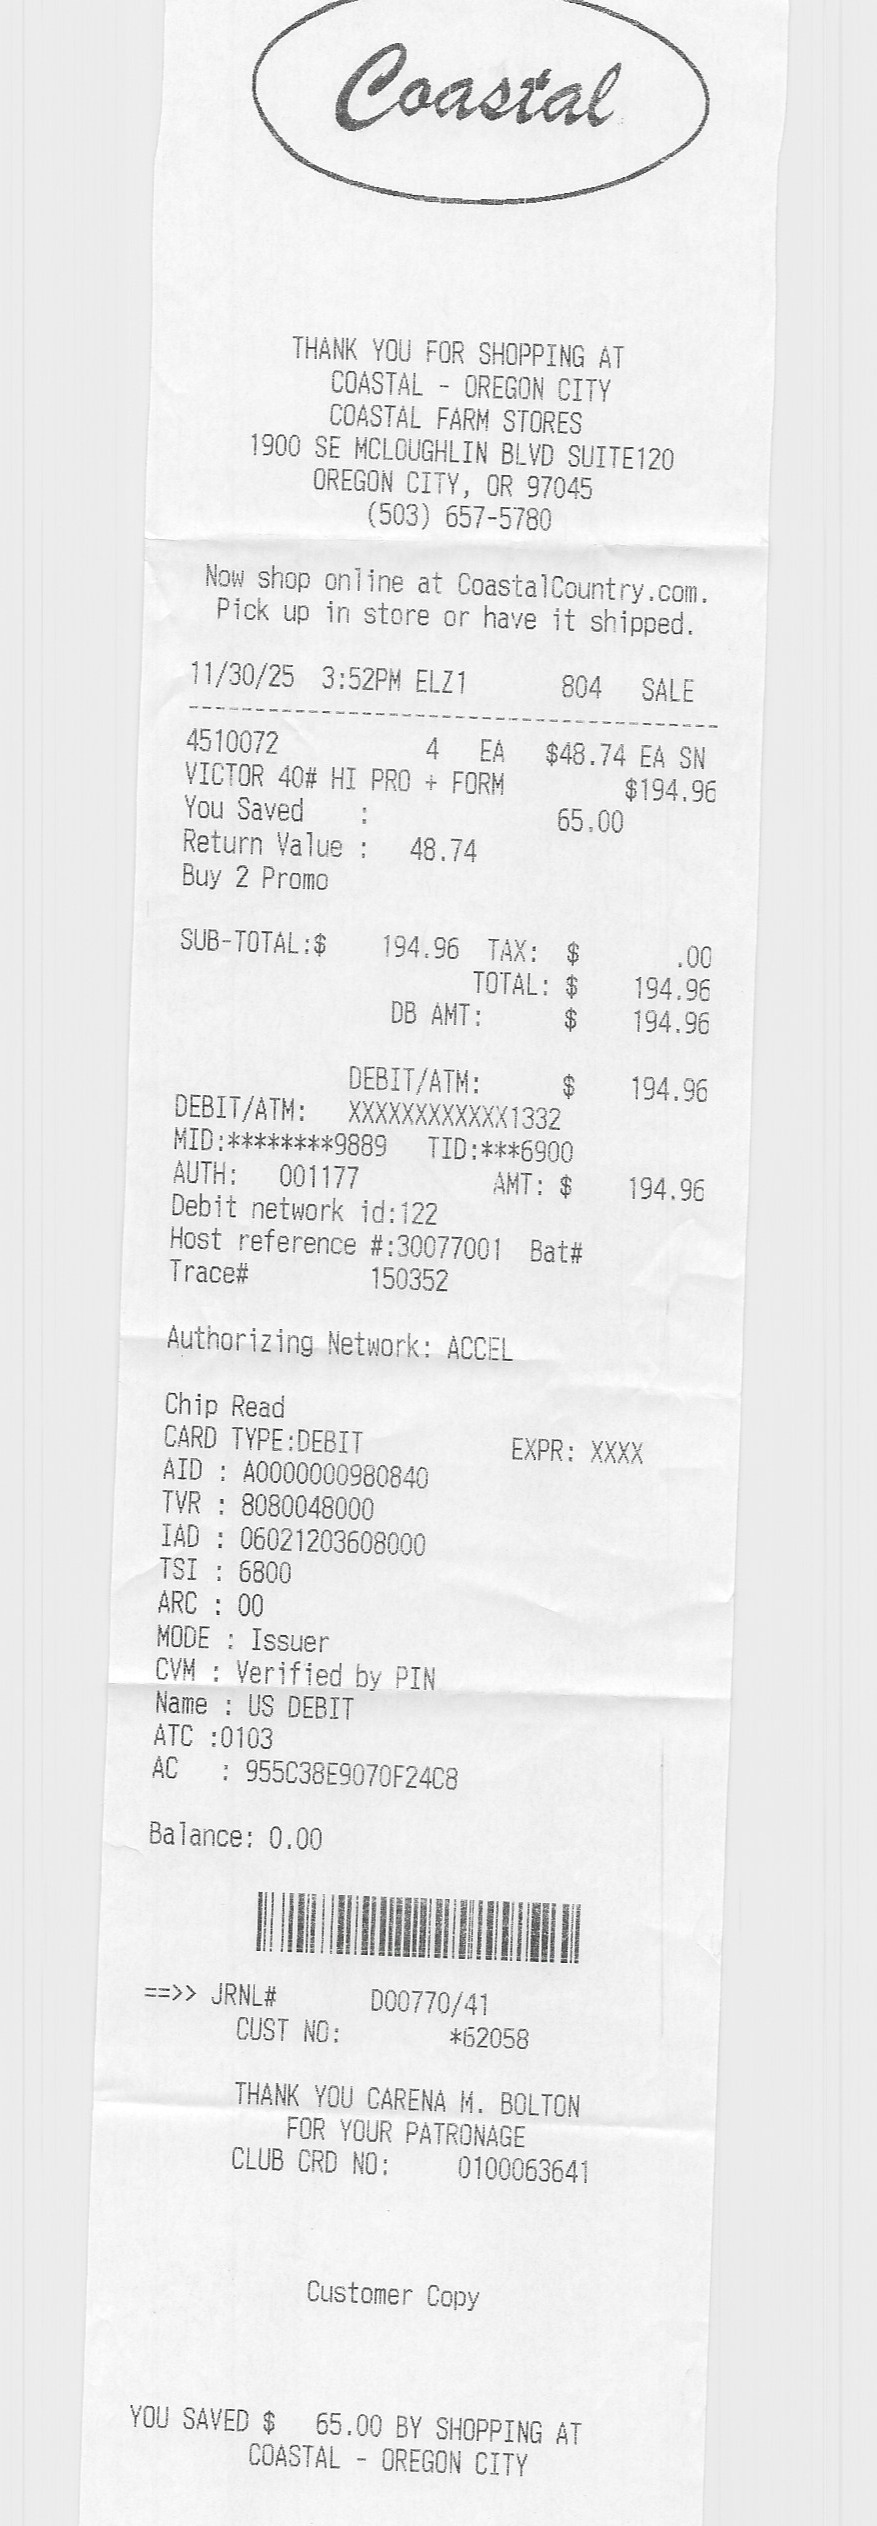 Coastal
THANK YOU FOR SHOPPING AT
COASTAL - OREGON CITY
COASTAL FARM STORES
1900 SE MCLOUGHLIN BLVD SUITE120
OREGON CITY, OR 97045
(503) 657-5780
Now shop online at CoastalCountry.com.
Pick up in store or have it shipped.
11/30/25 3:52PM ELZ1 804 SALE
----------------------------------------
4510072 4 EA $48.74 EA SN
VICTOR 40# HI PRO + FORM $194.96
You Saved : 65.00
Return Value : 48.74
Buy 2 Promo
SUB-TOTAL:$ 194.96 TAX: $ .00
TOTAL: $ 194.96
DB AMT: $ 194.96
DEBIT/ATM: $ 194.96
DEBIT/ATM: XXXXXXXXXXXX1332
MID:********9889 TID:***6900
AUTH: 001177 AMT: $ 194.96
Debit network id:122
Host reference #:30077001 Bat#
Trace# 150352
Authorizing Network: ACCEL
Chip Read
CARD TYPE:DEBIT EXPR: XXXX
AID : A0000000980840
TVR : 8080048000
IAD : 06021203608000
TSI : 6800
ARC : 00
MODE : Issuer
CVM : Verified by PIN
Name : US DEBIT
ATC :0103
AC : 955C38E9070F24C8
Balance: 0.00
==>> JRNL# D00770/41
CUST NO: *62058
THANK YOU CARENA M. BOLTON
FOR YOUR PATRONAGE
CLUB CRD NO: 0100063641
Customer Copy
YOU SAVED $ 65.00 BY SHOPPING AT
COASTAL - OREGON CITY